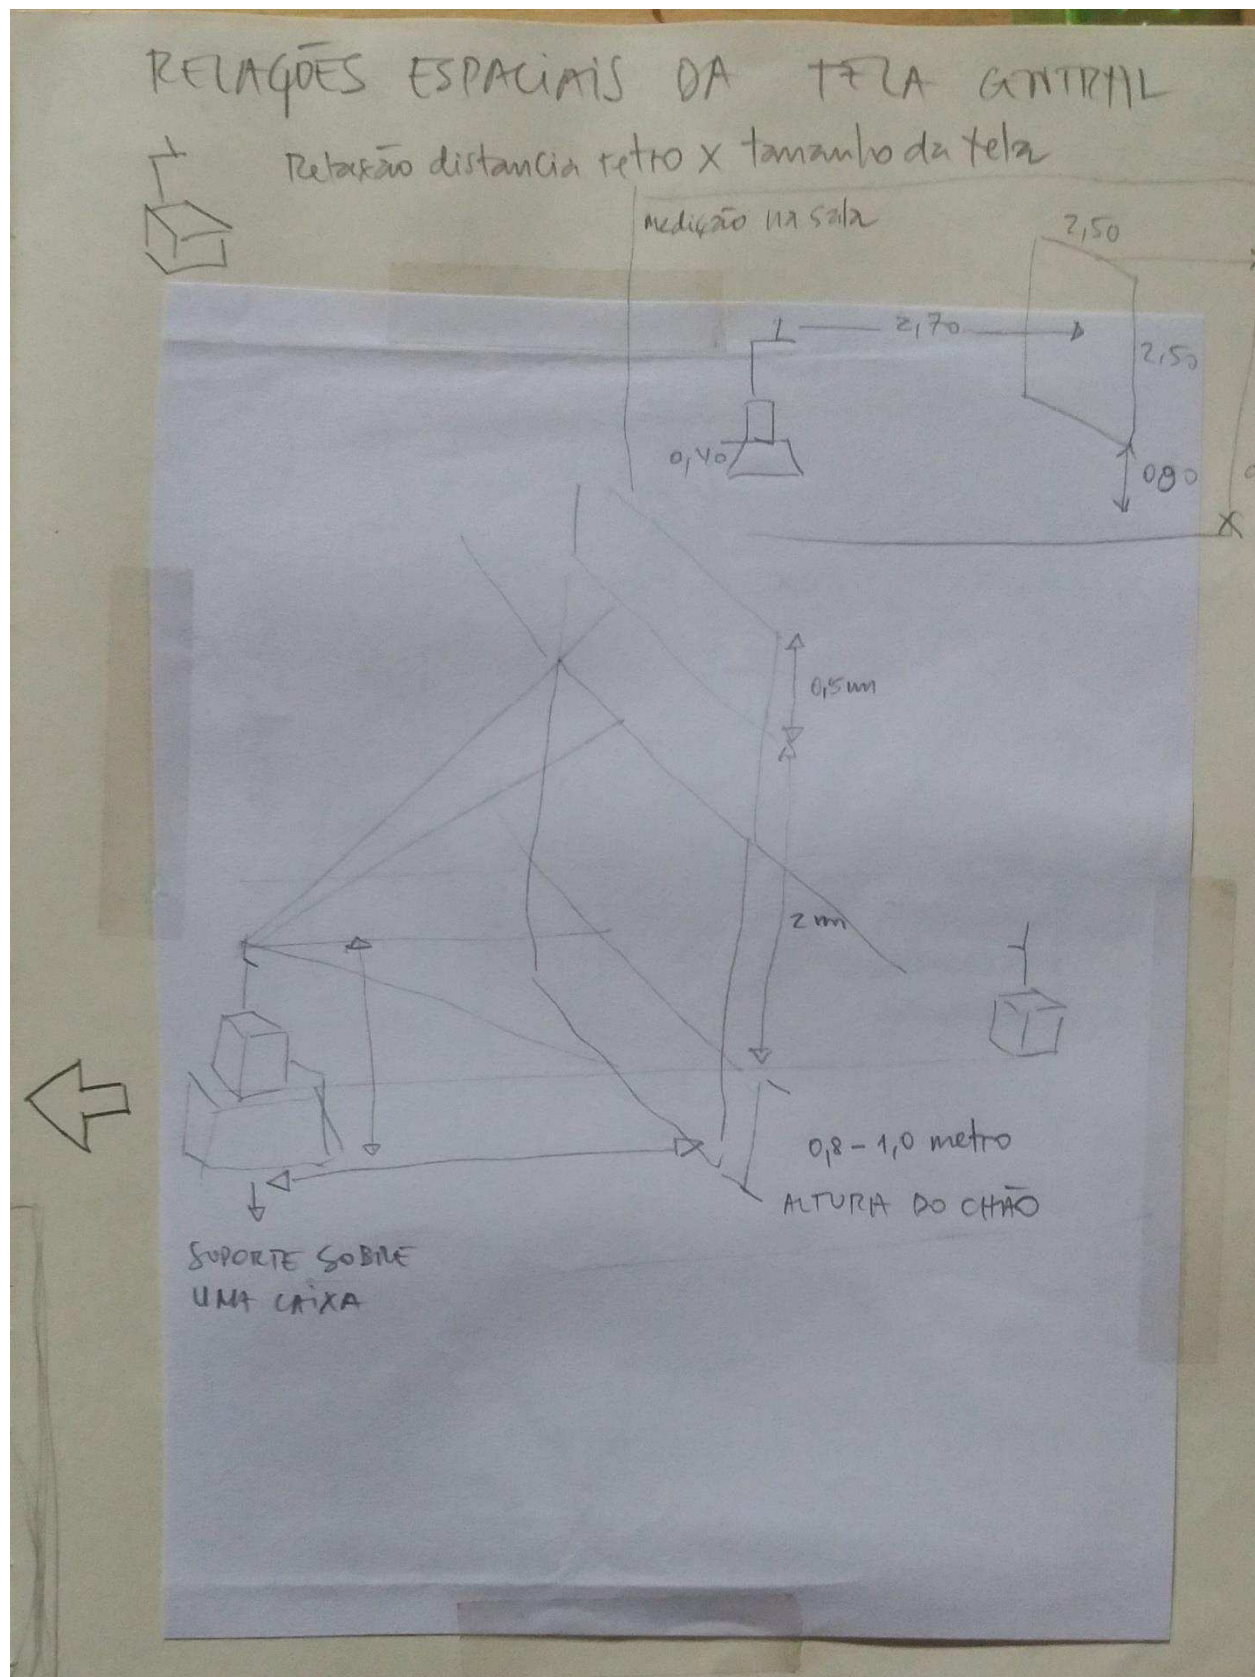 RELAÇÕES ESPACIAIS DA TELA CENTRAL
Relação distancia retro x tamanho da tela
medição na sala
2,50
2,70
2,50
0,40
080
0,5m
2m
0,8-1,0 metro
ALTURA DO CHÃO
SUPORTE SOBRE
UMA CAIXA